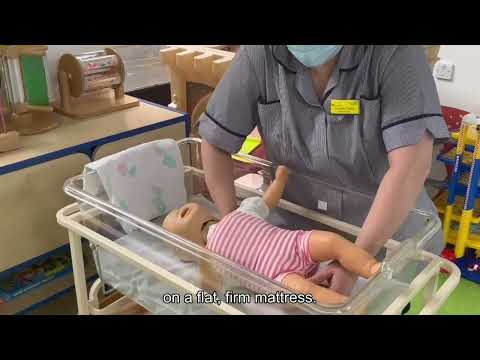 on a flat, firm mattress.